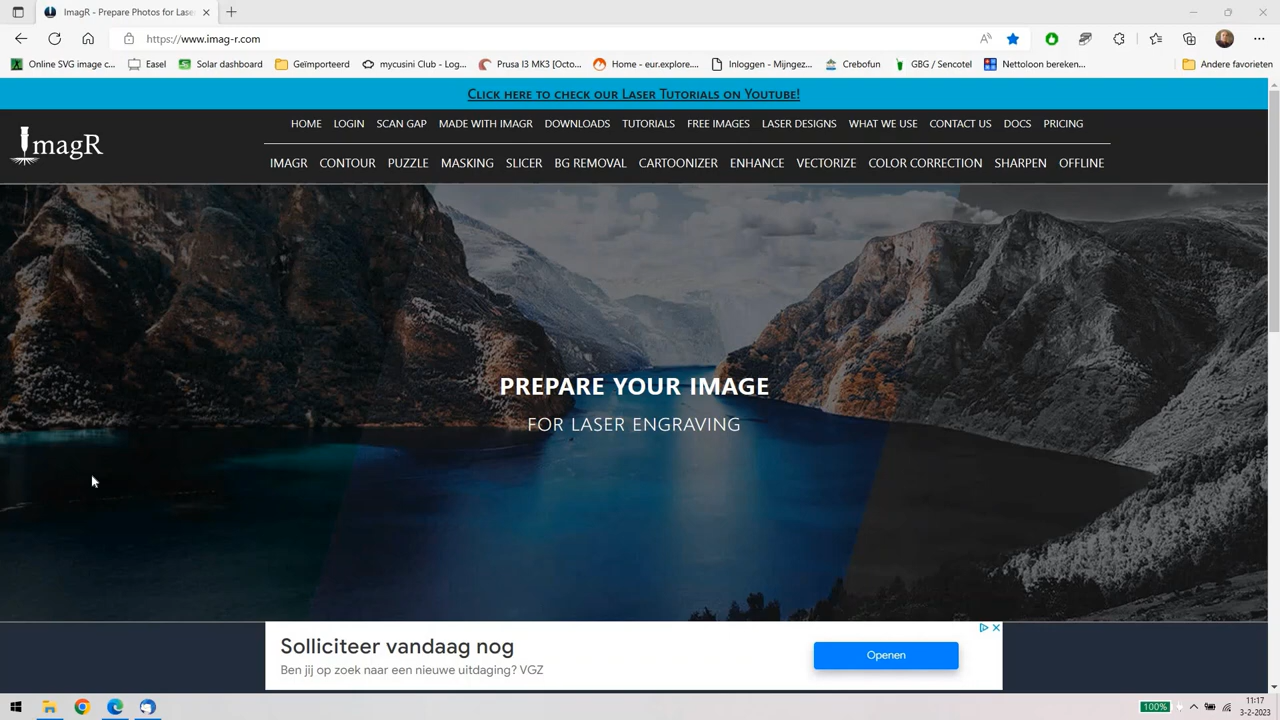 ImagR - Prepare Photos for Lase
https://www.imag-r.com
Online SVG image c...
Easel
Solar dashboard
Geïmporteerd
mycusini Club - Log...
Prusa I3 MK3 [Octo...
Home - eur.explore....
Inloggen - Mijngez...
Crebofun
GBG / Sencotel
Nettoloon bereken...
Andere favorieten
Click here to check our Laser Tutorials on Youtube!
ImagR
HOME LOGIN SCAN GAP MADE WITH IMAGR DOWNLOADS TUTORIALS FREE IMAGES LASER DESIGNS WHAT WE USE CONTACT US DOCS PRICING
IMAGR CONTOUR PUZZLE MASKING SLICER BG REMOVAL CARTOONIZER ENHANCE VECTORIZE COLOR CORRECTION SHARPEN OFFLINE
PREPARE YOUR IMAGE
FOR LASER ENGRAVING
Solliciteer vandaag nog
Ben jij op zoek naar een nieuwe uitdaging? VGZ
Openen
100%
11:17
3-2-2023